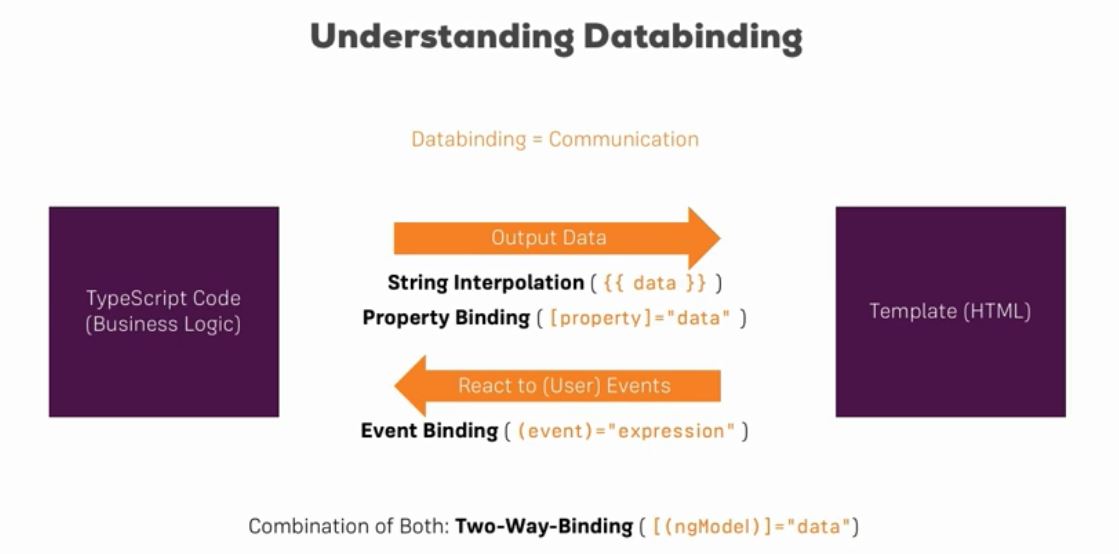 Understanding Databinding
Databinding = Communication
Output Data
String Interpolation ( {{ data }} )
Property Binding ( [property]="data" )
TypeScript Code
(Business Logic)
Template (HTML)
React to (User) Events
Event Binding ( (event)="expression" )
Combination of Both: Two-Way-Binding ( [(ngModel)]="data")